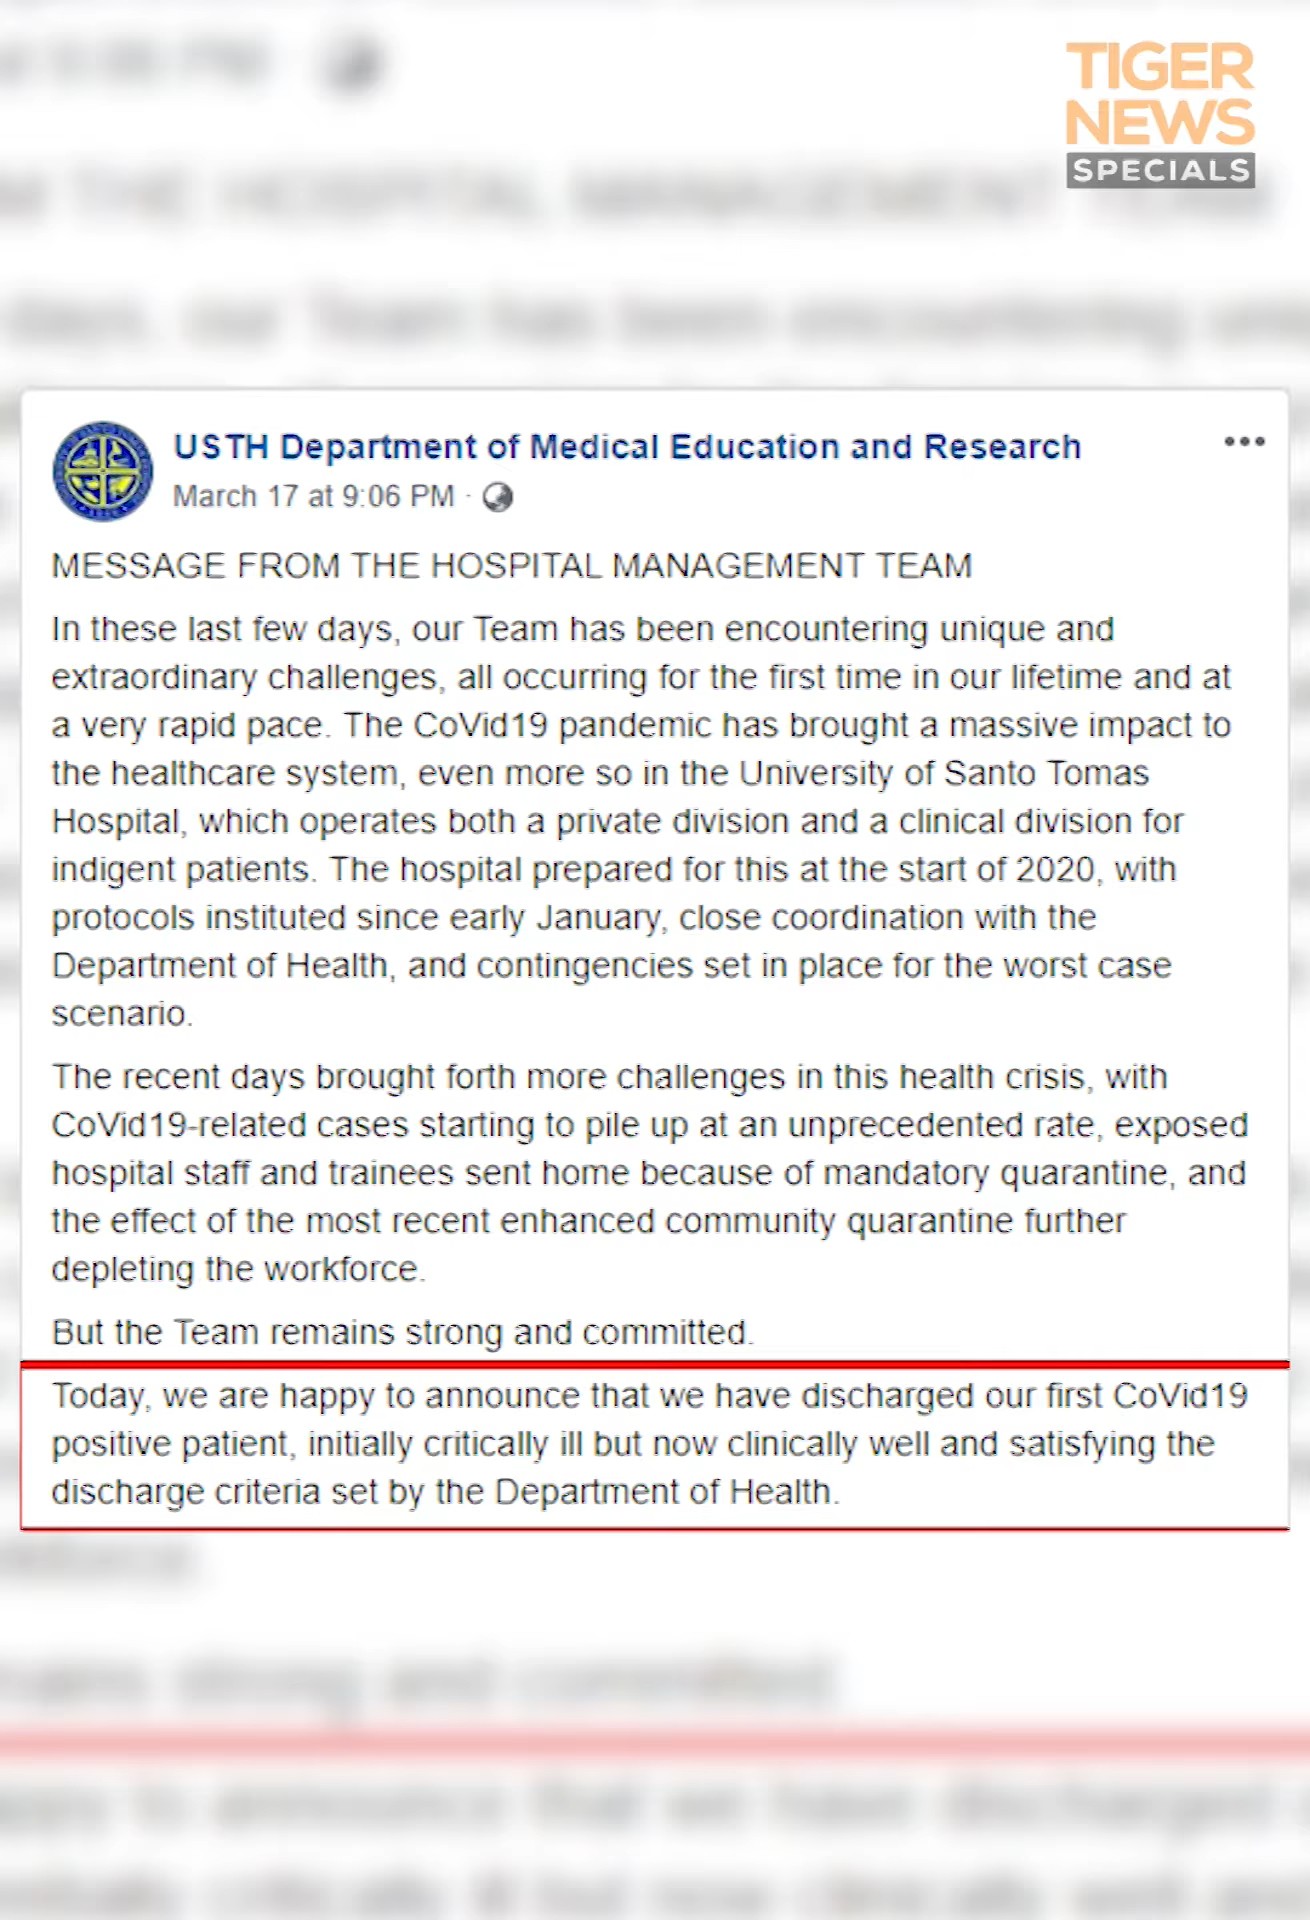 TIGER
NEWS
SPECIALS
USTH Department of Medical Education and Research
March 17 at 9:06 PM ·
MESSAGE FROM THE HOSPITAL MANAGEMENT TEAM
In these last few days, our Team has been encountering unique and
extraordinary challenges, all occurring for the first time in our lifetime and at
a very rapid pace. The CoVid19 pandemic has brought a massive impact to
the healthcare system, even more so in the University of Santo Tomas
Hospital, which operates both a private division and a clinical division for
indigent patients. The hospital prepared for this at the start of 2020, with
protocols instituted since early January, close coordination with the
Department of Health, and contingencies set in place for the worst case
scenario.
The recent days brought forth more challenges in this health crisis, with
CoVid19-related cases starting to pile up at an unprecedented rate, exposed
hospital staff and trainees sent home because of mandatory quarantine, and
the effect of the most recent enhanced community quarantine further
depleting the workforce.
But the Team remains strong and committed.
Today, we are happy to announce that we have discharged our first CoVid19
positive patient, initially critically ill but now clinically well and satisfying the
discharge criteria set by the Department of Health.